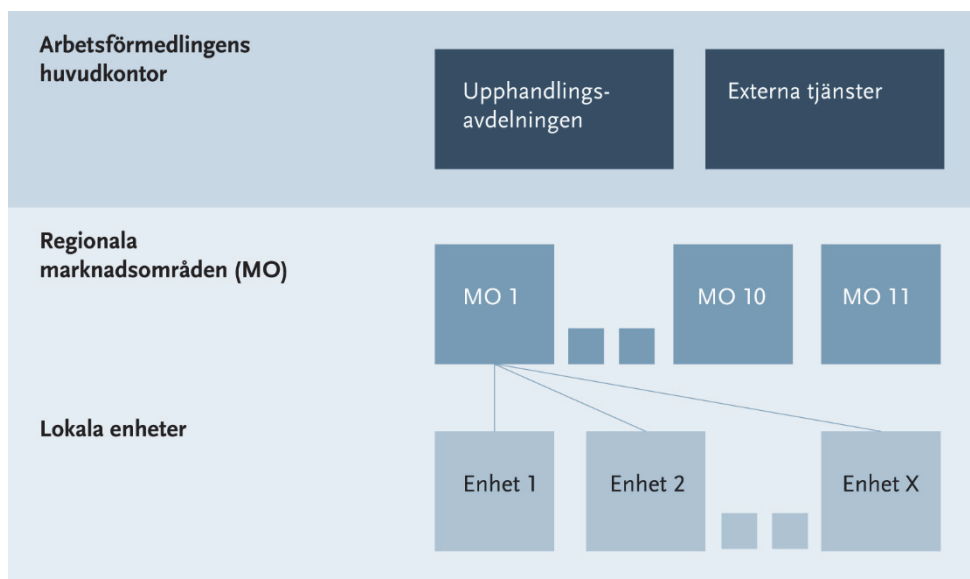 Arbetsförmedlingens
huvudkontor
Upphandlings-
avdelningen
Externa tjänster
Regionala
marknadsområden (MO)
MO 1
MO 10
MO 11
Lokala enheter
Enhet 1
Enhet 2
Enhet X